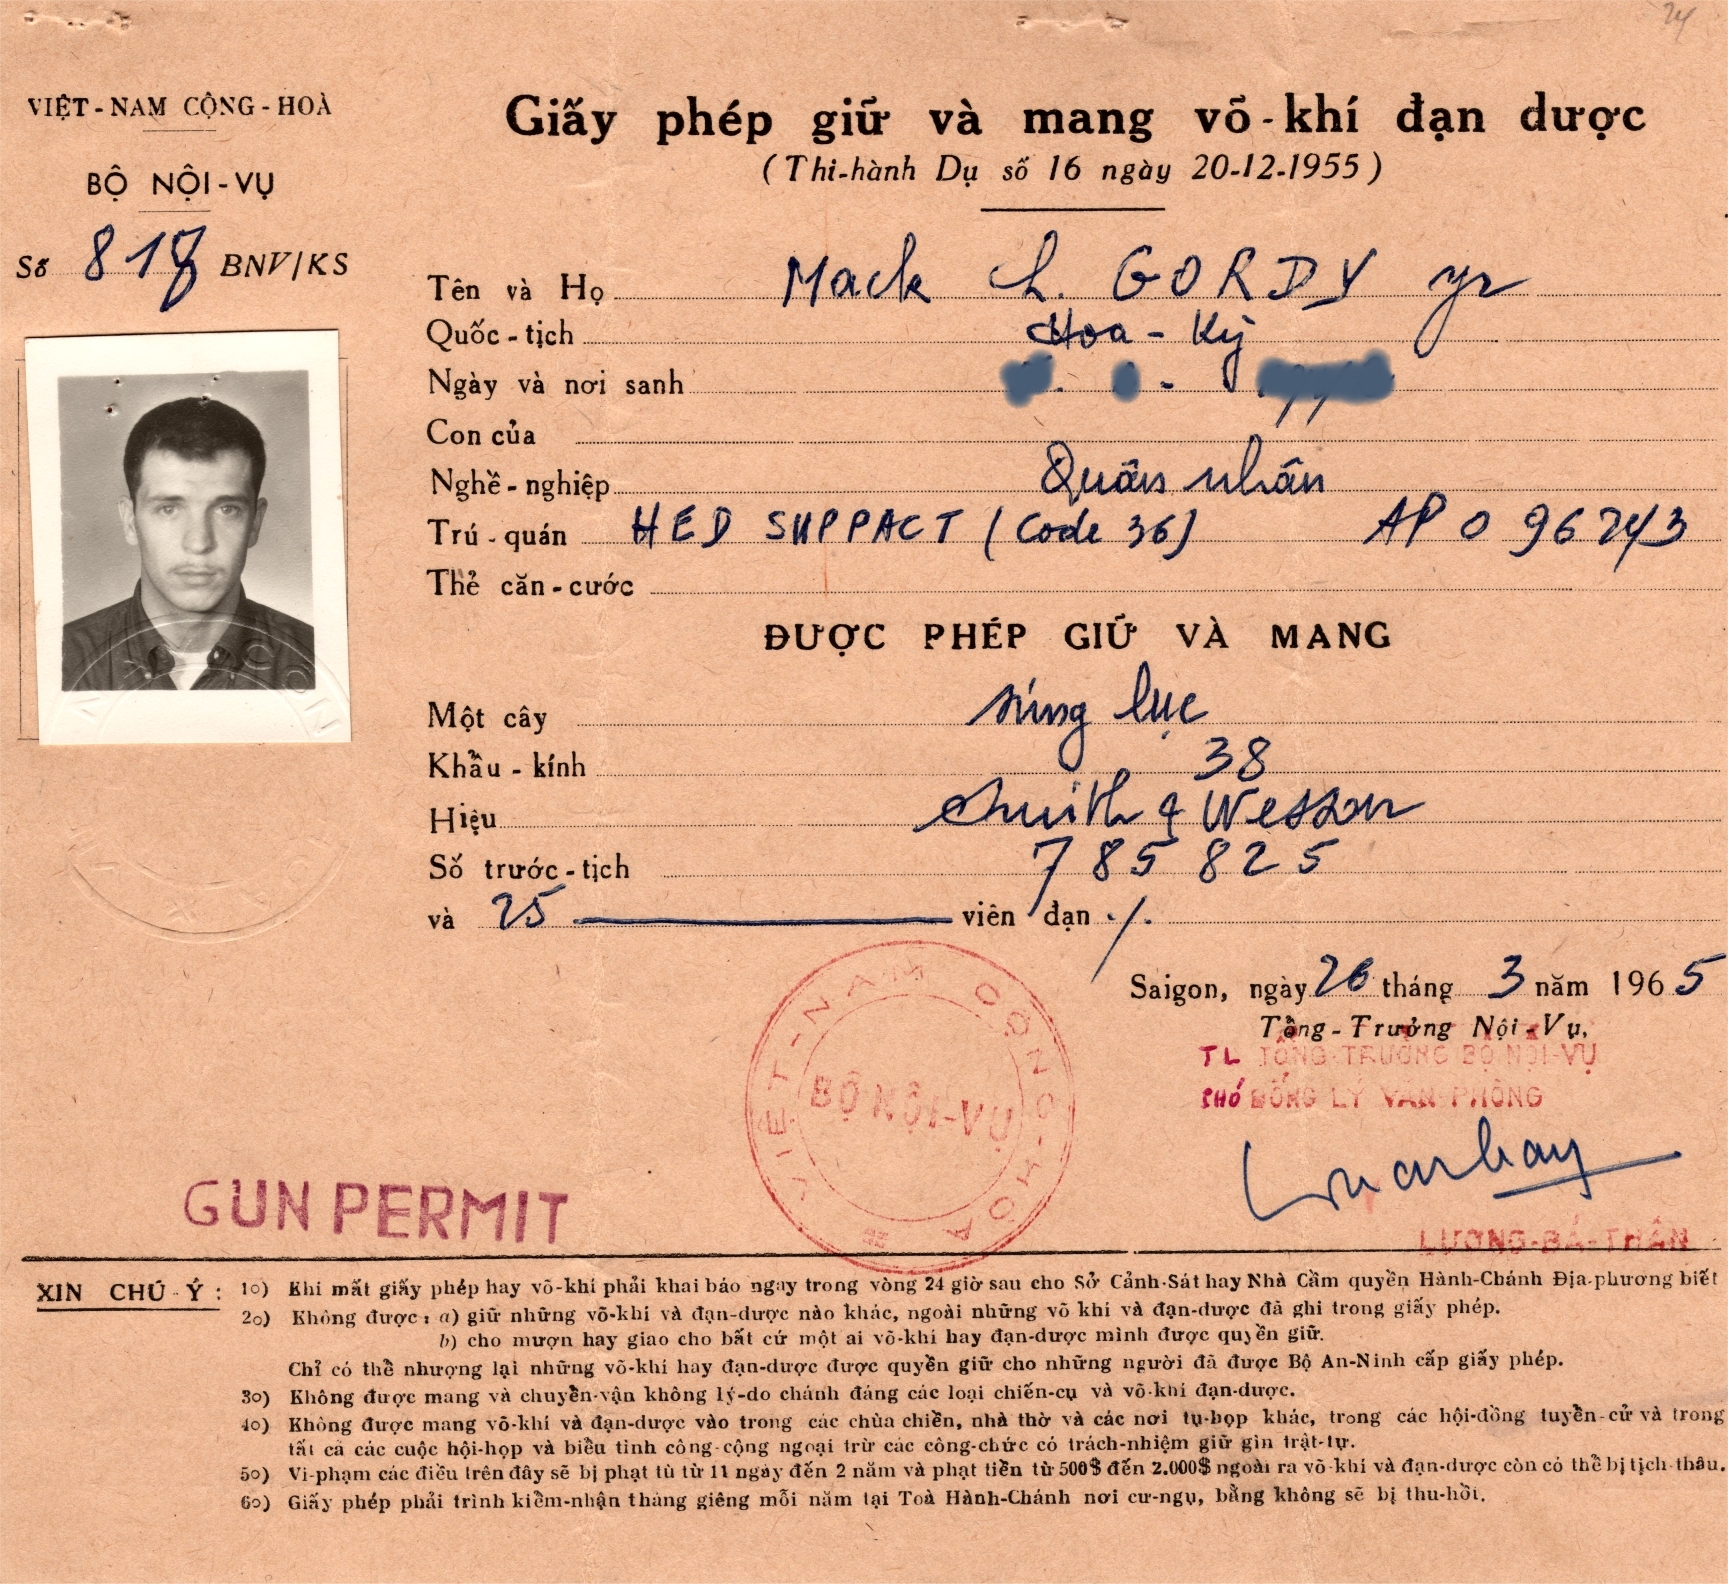 24
VIỆT-NAM CỘNG-HOÀ
BỘ NỘI-VỤ
Số 818 BNV/KS
Giấy phép giữ và mang võ-khí đạn dược
(Thi-hành Dụ số 16 ngày 20-12-1955)
Tên và Họ Mack L. GORDY yr
Quốc-tịch Hoa-Kỳ
Ngày và nơi sanh
Con của
Nghề-nghiệp Quân nhân
Trú-quán HED SUPPACT (Code 36) APO 96243
Thẻ căn-cước
ĐƯỢC PHÉP GIỮ VÀ MANG
Một cây súng lục
Khẩu-kính 38
Hiệu Smith & Wesson
Số trước-tịch 785825
và 25 viên đạn ./.
Saigon, ngày 26 tháng 3 năm 1965
Tổng-Trưởng Nội-Vụ,
TL TỔNG-TRƯỞNG BỘ NỘI-VỤ
PHÓ ĐỔNG LÝ VĂN PHÒNG
VIỆT-NAM CỘNG-HOÀ
BỘ NỘI-VỤ
LƯƠNG-BÁ-THÂN
GUN PERMIT
XIN CHÚ-Ý: 1o) Khi mất giấy phép hay võ-khí phải khai báo ngay trong vòng 24 giờ sau cho Sở Cảnh-Sát hay Nhà Cầm quyền Hành-Chánh Địa-phương biết
2o) Không được: a) giữ những võ-khí và đạn-dược nào khác, ngoài những võ khí và đạn-dược đã ghi trong giấy phép.
b) cho mượn hay giao cho bất cứ một ai võ-khí hay đạn-dược mình được quyền giữ.
Chỉ có thể nhượng lại những võ-khí hay đạn-dược được quyền giữ cho những người đã được Bộ An-Ninh cấp giấy phép.
3o) Không được mang và chuyển-vận không lý-do chánh đáng các loại chiến-cụ và võ-khí đạn-dược.
4o) Không được mang võ-khí và đạn-dược vào trong các chùa chiền, nhà thờ và các nơi tụ-họp khác, trong các hội-đồng tuyển-cử và trong
tất cả các cuộc hội-họp và biểu tình công-cộng ngoại trừ các công-chức có trách-nhiệm giữ gìn trật-tự.
5o) Vi-phạm các điều trên đây sẽ bị phạt tù từ 11 ngày đến 2 năm và phạt tiền từ 500$ đến 2.000$ ngoài ra võ-khí và đạn-dược còn có thể bị tịch-thâu.
6o) Giấy phép phải trình kiểm-nhận tháng giêng mỗi năm tại Toà Hành-Chánh nơi cư-ngụ, bằng không sẽ bị thu-hồi.